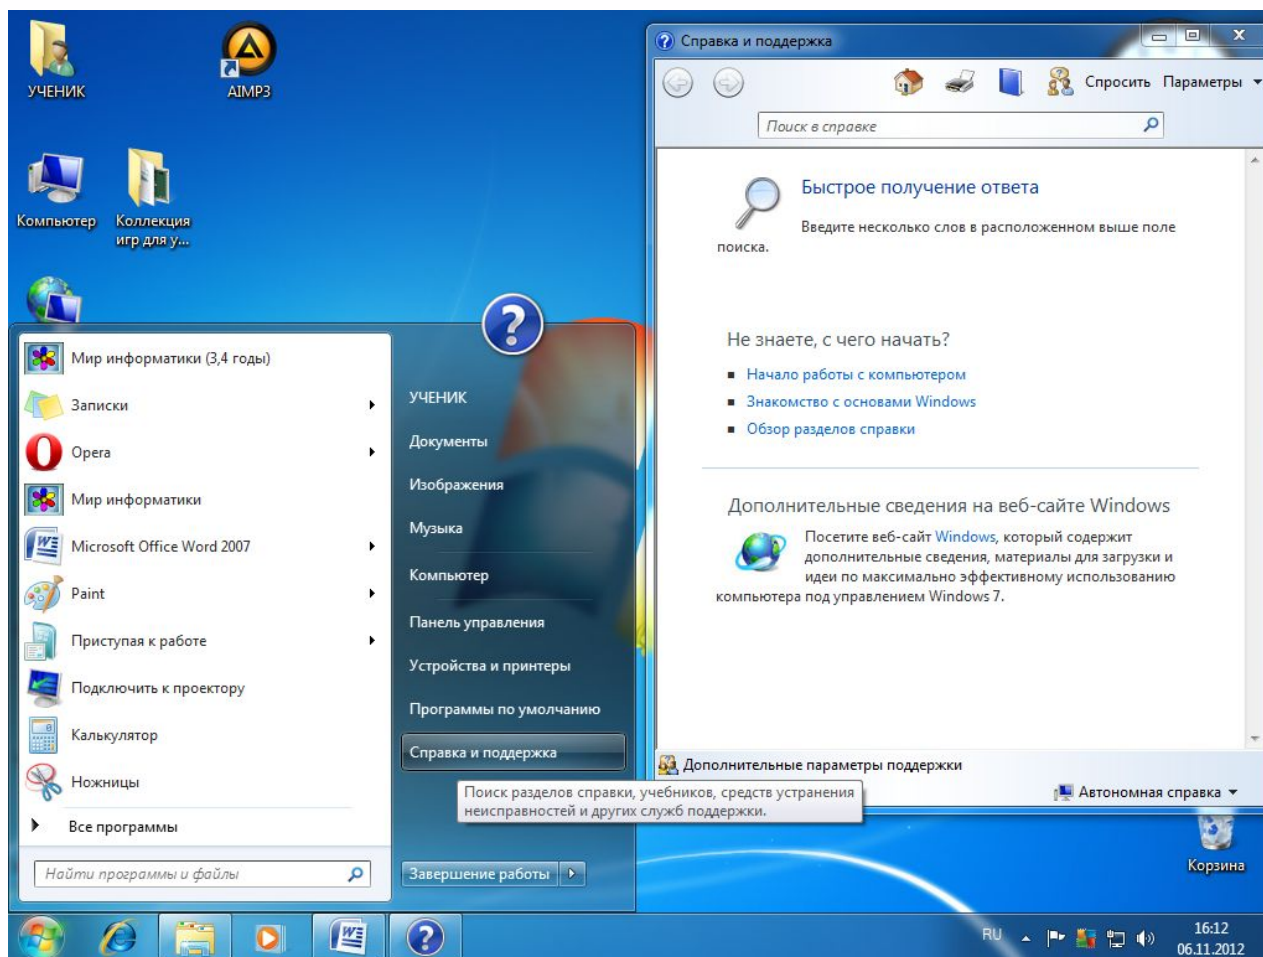 УЧЕНИК
AIMP3
Компьютер
Коллекция
игр для у...
Мир информатики (3,4 годы)
Записки
Opera
Мир информатики
Microsoft Office Word 2007
Paint
Приступая к работе
Подключить к проектору
Калькулятор
Ножницы
Все программы
Найти программы и файлы
УЧЕНИК
Документы
Изображения
Музыка
Компьютер
Панель управления
Устройства и принтеры
Программы по умолчанию
Справка и поддержка
Поиск разделов справки, учебников, средств устранения
неисправностей и других служб поддержки.
Завершение работы
Справка и поддержка
Спросить Параметры
Поиск в справке
Быстрое получение ответа
Введите несколько слов в расположенном выше поле
поиска.
Не знаете, с чего начать?
Начало работы с компьютером
Знакомство с основами Windows
Обзор разделов справки
Дополнительные сведения на веб-сайте Windows
Посетите веб-сайт Windows, который содержит
дополнительные сведения, материалы для загрузки и
идеи по максимально эффективному использованию
компьютера под управлением Windows 7.
Дополнительные параметры поддержки
Автономная справка
Корзина
RU
16:12
06.11.2012